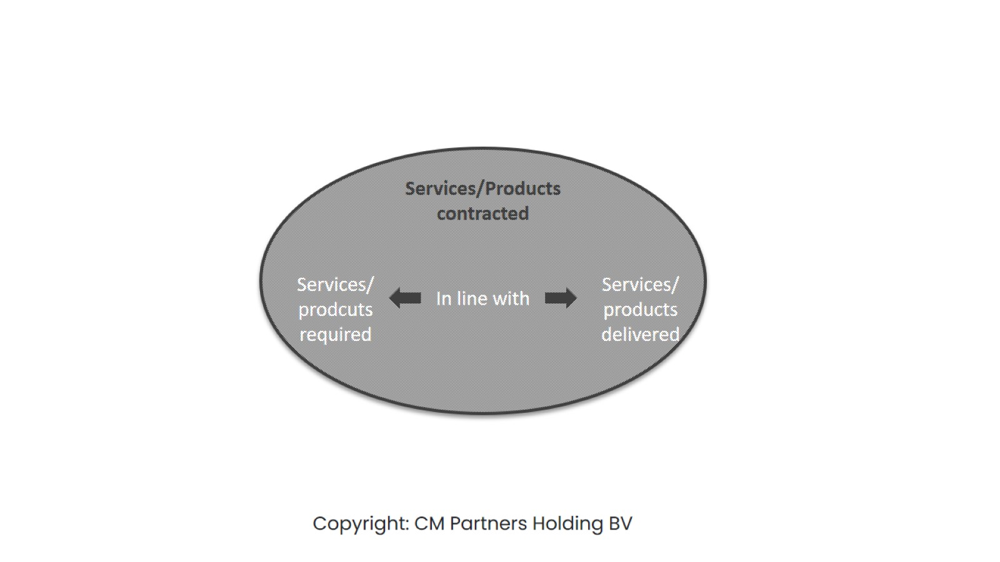 Services/Products
contracted
Services/
prodcuts
required
In line with
Services/
products
delivered
Copyright: CM Partners Holding BV